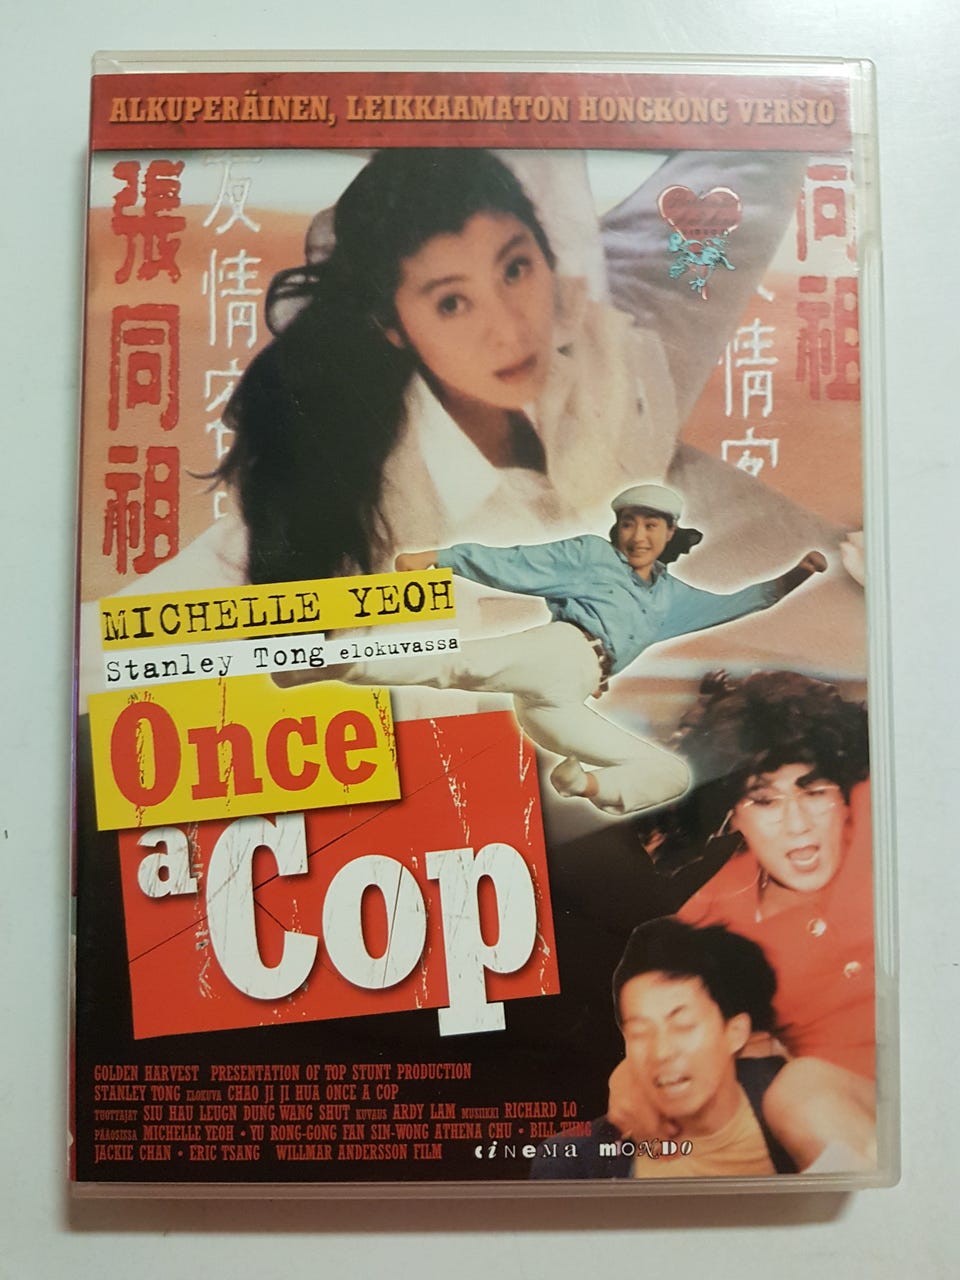 ALKUPERÄINEN, LEIKKAAMATON HONGKONG VERSIO
張同祖
友情客
同祖
情客
MICHELLE YEOH
Stanley Tong elokuvassa
Once
a Cop
GOLDEN HARVEST PRESENTATION OF TOP STUNT PRODUCTION
STANLEY TONG ELOKUVA CHAO JI JI HUA ONCE A COP
TUOTTAJAT SIU HAU LEUGN DUNG WANG SHUT KUVAUS ARDY LAM MUSIIKKI RICHARD LO
PÄÄOSISSA MICHELLE YEOH • YU RONG-GONG FAN SIN-WONG ATHENA CHU • BILL TUNG
JACKIE CHAN • ERIC TSANG WILLMAR ANDERSSON FILM
CiNeMa MONDO